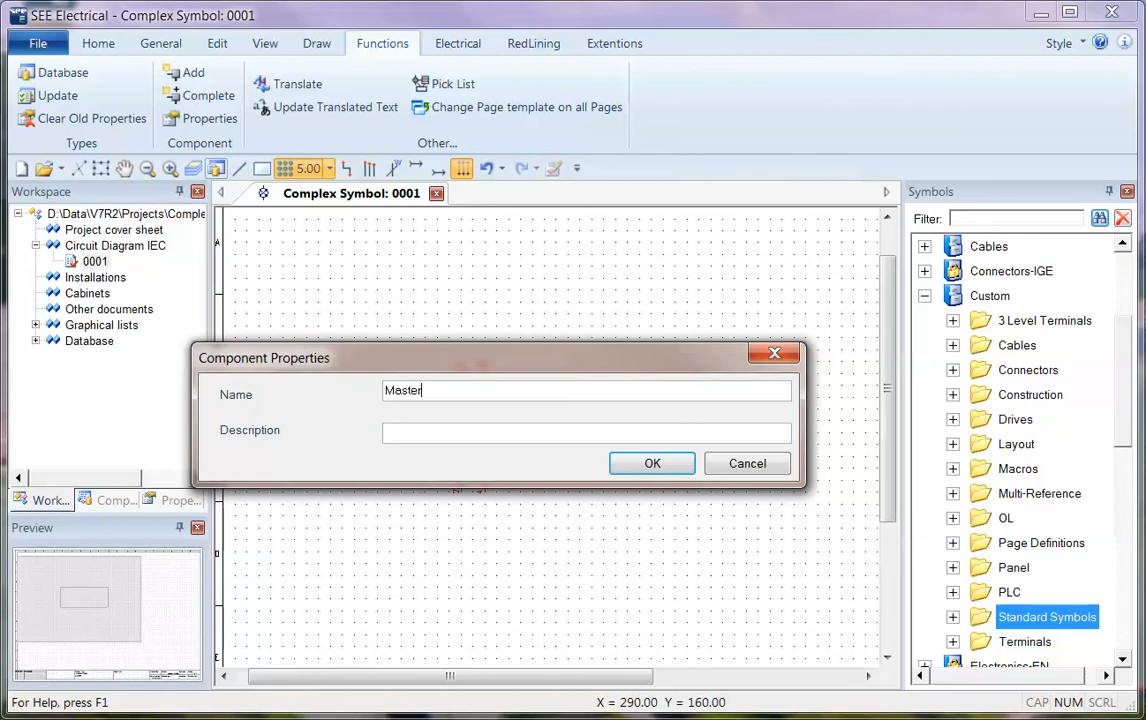 SEE Electrical - Complex Symbol: 0001
File
Home
General
Edit
View
Draw
Functions
Electrical
RedLining
Extentions
Style
Database
Update
Clear Old Properties
Types
Add
Complete
Properties
Component
Translate
Update Translated Text
Pick List
Change Page template on all Pages
Other...
5.00
Workspace
D:\Data\V7R2\Projects\Comple
Project cover sheet
Circuit Diagram IEC
0001
Installations
Cabinets
Other documents
Graphical lists
Database
Work...
Comp...
Prope...
Preview
Complex Symbol: 0001
A
E
Component Properties
Name
Master
Description
OK
Cancel
Symbols
Filter:
Cables
Connectors-IGE
Custom
3 Level Terminals
Cables
Connectors
Construction
Drives
Layout
Macros
Multi-Reference
OL
Page Definitions
Panel
PLC
Standard Symbols
Terminals
Electronics-EN
For Help, press F1
X = 290.00 Y = 160.00
CAP NUM SCRL